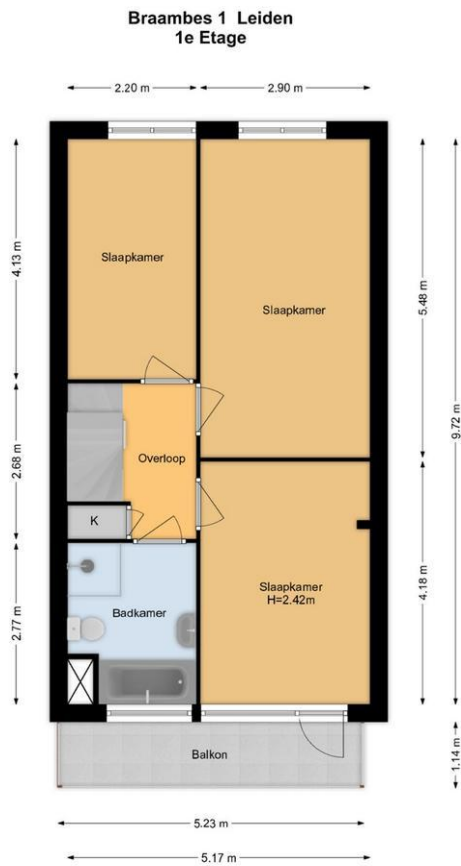 Braambes 1 Leiden
1e Etage
2.20 m
2.90 m
4.13 m
Slaapkamer
Slaapkamer
5.48 m
9.72 m
2.68 m
Overloop
K
4.18 m
Slaapkamer
H=2.42m
2.77 m
Badkamer
Balkon
1.14 m
5.23 m
5.17 m